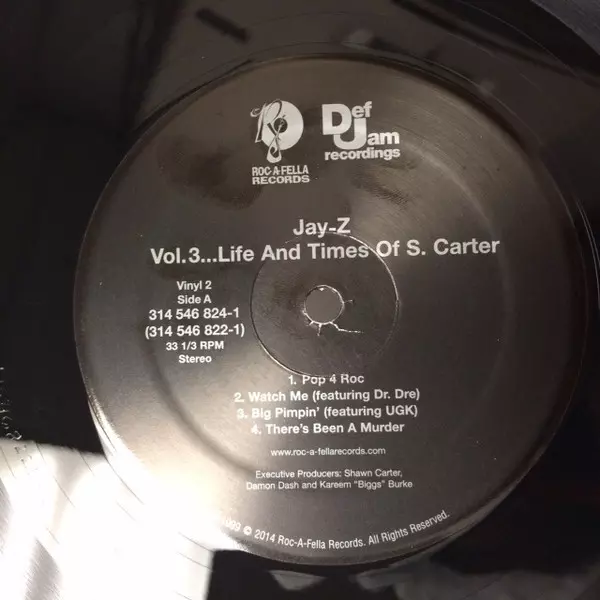 ROC-A-FELLA
RECORDS
Def
Jam
recordings
Jay-Z
Vol.3...Life And Times Of S. Carter
Vinyl 2
Side A
314 546 824-1
(314 546 822-1)
33 1/3 RPM
Stereo
1. Pop 4 Roc
2. Watch Me (featuring Dr. Dre)
3. Big Pimpin' (featuring UGK)
4. There's Been A Murder
www.roc-a-fellarecords.com
Executive Producers: Shawn Carter,
Damon Dash and Kareem "Biggs" Burke
© 2014 Roc-A-Fella Records. All Rights Reserved.